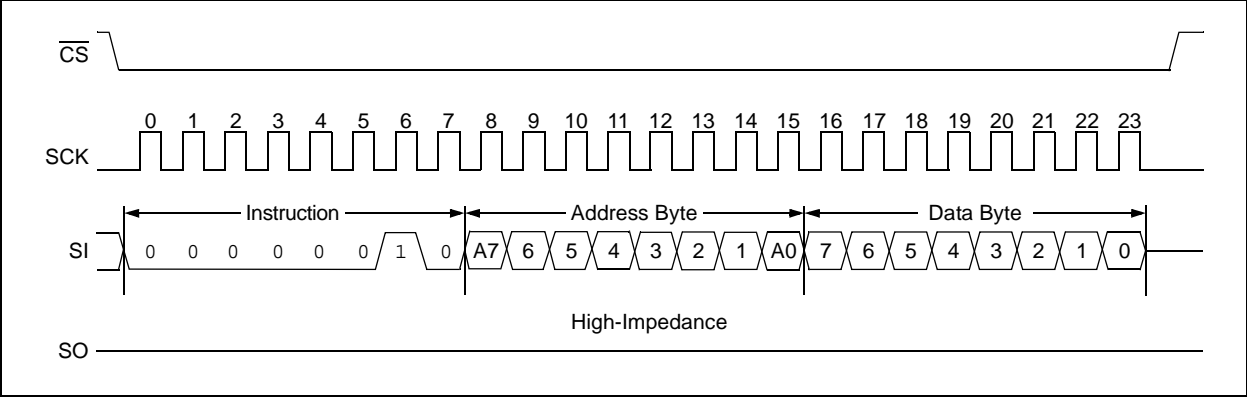 CS
0 1 2 3 4 5 6 7 8 9 10 11 12 13 14 15 16 17 18 19 20 21 22 23
SCK
Instruction Address Byte Data Byte
SI 0 0 0 0 0 0 1 0 A7 6 5 4 3 2 1 A0 7 6 5 4 3 2 1 0
High-Impedance
SO